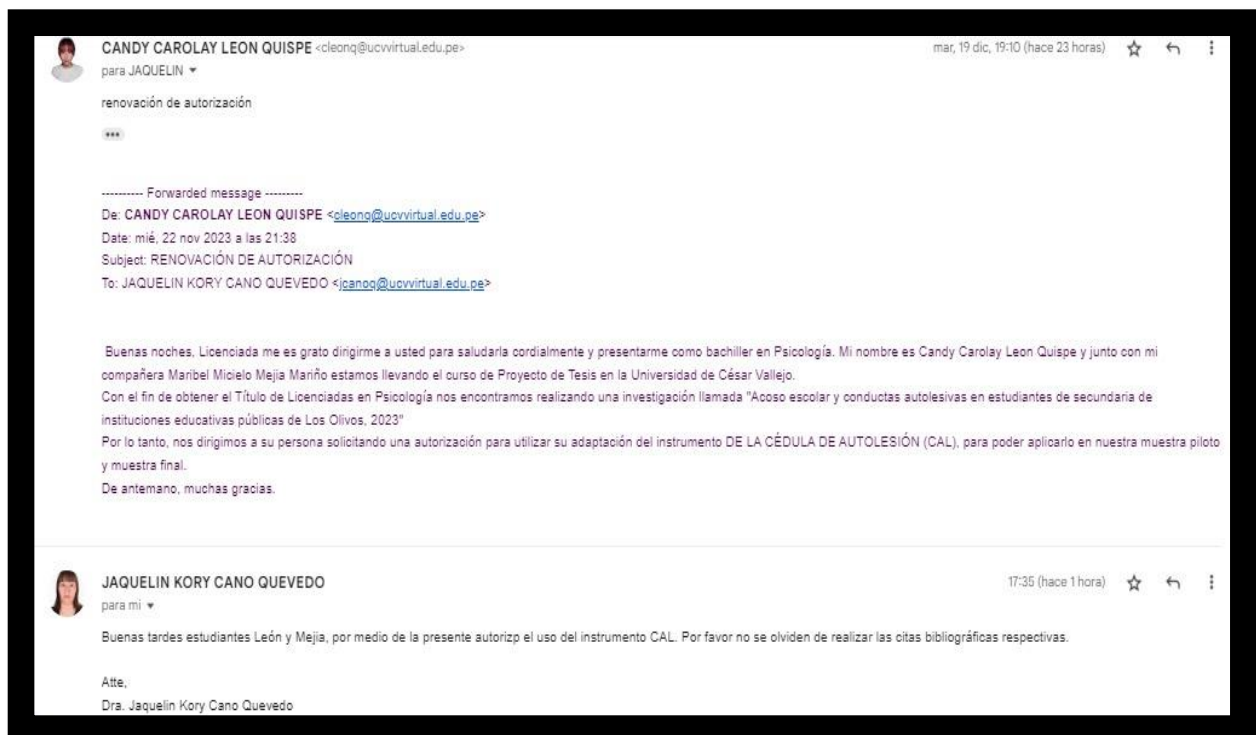 CANDY CAROLAY LEON QUISPE <cleonq@ucvvirtual.edu.pe> mar, 19 dic, 19:10 (hace 23 horas)
para JAQUELIN
renovación de autorización
---------- Forwarded message ---------
De: CANDY CAROLAY LEON QUISPE <cleonq@ucvvirtual.edu.pe>
Date: mié, 22 nov 2023 a las 21:38
Subject: RENOVACIÓN DE AUTORIZACIÓN
To: JAQUELIN KORY CANO QUEVEDO <jcanoq@ucvvirtual.edu.pe>
Buenas noches, Licenciada me es grato dirigirme a usted para saludarla cordialmente y presentarme como bachiller en Psicología. Mi nombre es Candy Carolay Leon Quispe y junto con mi
compañera Maribel Micielo Mejia Mariño estamos llevando el curso de Proyecto de Tesis en la Universidad de César Vallejo.
Con el fin de obtener el Título de Licenciadas en Psicología nos encontramos realizando una investigación llamada "Acoso escolar y conductas autolesivas en estudiantes de secundaria de
instituciones educativas públicas de Los Olivos, 2023"
Por lo tanto, nos dirigimos a su persona solicitando una autorización para utilizar su adaptación del instrumento DE LA CÉDULA DE AUTOLESIÓN (CAL), para poder aplicarlo en nuestra muestra piloto
y muestra final.
De antemano, muchas gracias.
JAQUELIN KORY CANO QUEVEDO 17:35 (hace 1 hora)
para mi
Buenas tardes estudiantes León y Mejia, por medio de la presente autorizp el uso del instrumento CAL. Por favor no se olviden de realizar las citas bibliográficas respectivas.
Atte,
Dra. Jaquelin Kory Cano Quevedo